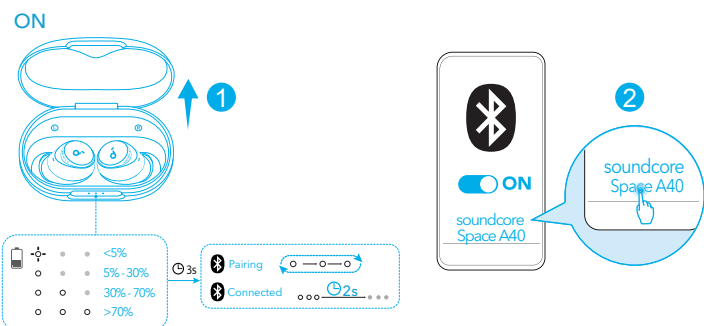 ON
1
L
R
<5%
5% - 30%
30% - 70%
>70%
3s
Pairing
Connected
2s
2
ON
soundcore
Space A40
soundcore
Space A40